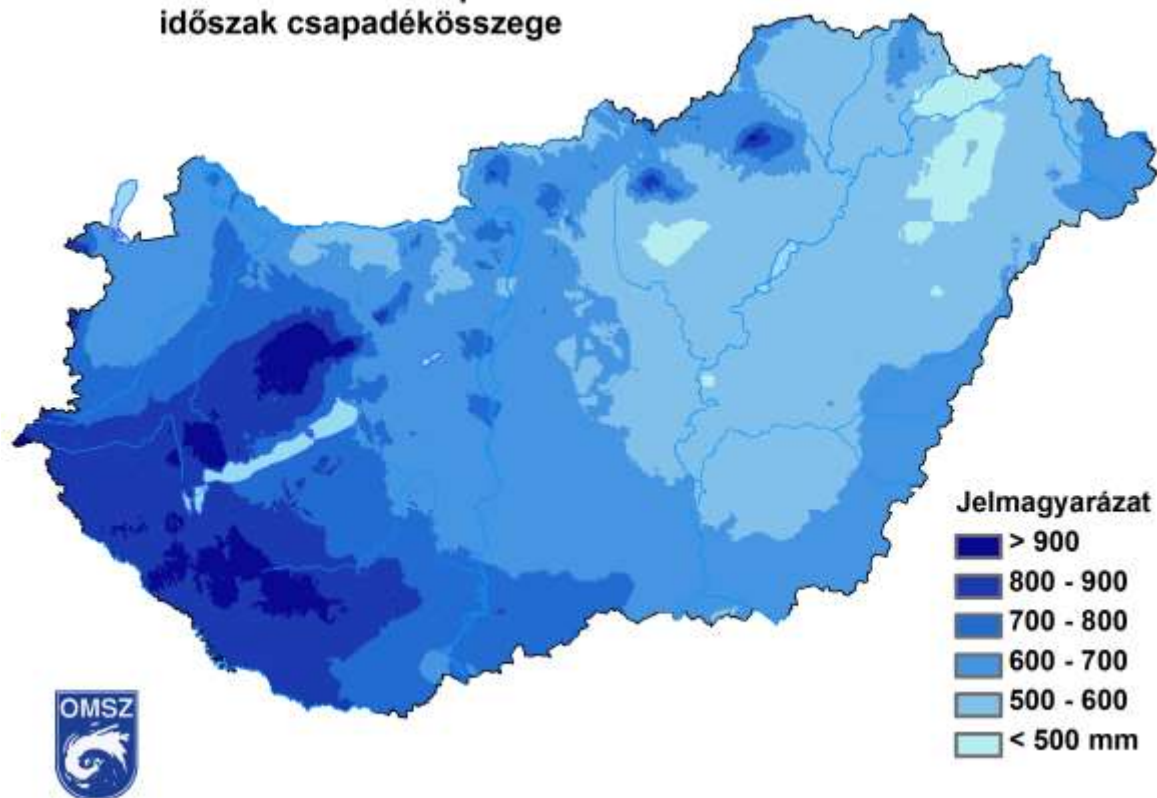 időszak csapadékösszege
Jelmagyarázat
> 900
800 - 900
700 - 800
600 - 700
500 - 600
< 500 mm
OMSZ